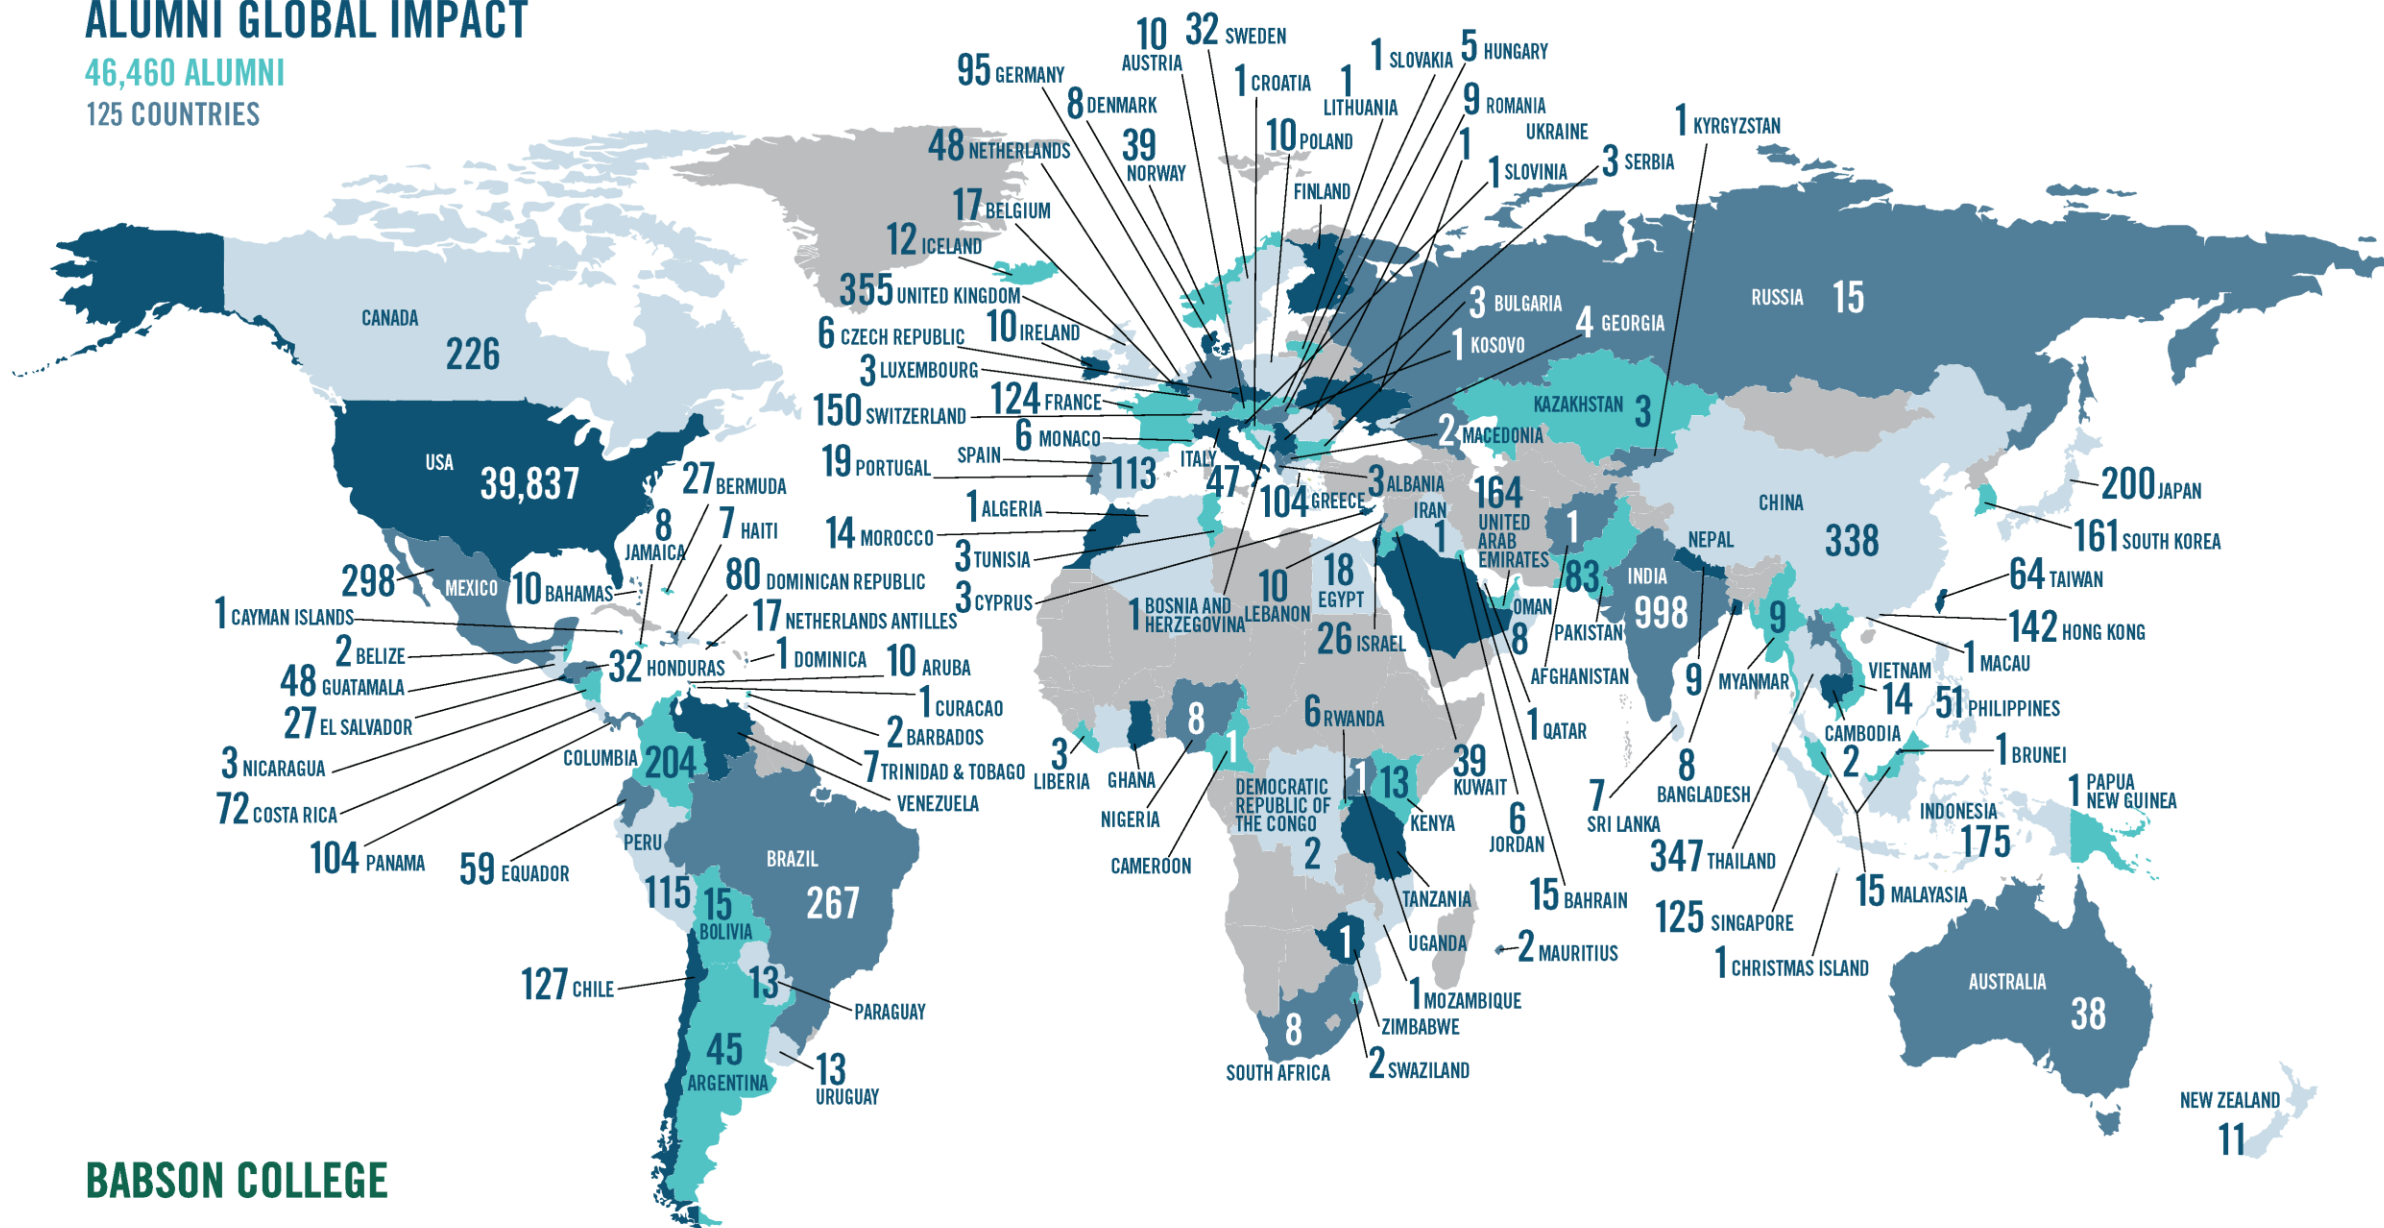 ALUMNI GLOBAL IMPACT
46,460 ALUMNI
125 COUNTRIES
CANADA
226
USA
39,837
298
MEXICO
27 BERMUDA
8
JAMAICA
7 HAITI
10 BAHAMAS
80 DOMINICAN REPUBLIC
1 CAYMAN ISLANDS
17 NETHERLANDS ANTILLES
2 BELIZE
32 HONDURAS
1 DOMINICA
10 ARUBA
48 GUATAMALA
1 CURACAO
27 EL SALVADOR
2 BARBADOS
3 NICARAGUA
COLUMBIA
204
7 TRINIDAD & TOBAGO
72 COSTA RICA
VENEZUELA
104 PANAMA
59 EQUADOR
PERU
115
BRAZIL
267
15
BOLIVIA
127 CHILE
13
PARAGUAY
45
ARGENTINA
13
URUGUAY
10
AUSTRIA
32 SWEDEN
95 GERMANY
1 CROATIA
1 SLOVAKIA
5 HUNGARY
8 DENMARK
1
LITHUANIA
9 ROMANIA
48 NETHERLANDS
39
NORWAY
10 POLAND
1
UKRAINE
1 KYRGYZSTAN
FINLAND
1 SLOVINIA
3 SERBIA
17 BELGIUM
12 ICELAND
355 UNITED KINGDOM
3 BULGARIA
RUSSIA 15
6 CZECH REPUBLIC
10 IRELAND
4 GEORGIA
3 LUXEMBOURG
1 KOSOVO
150 SWITZERLAND
124 FRANCE
KAZAKHSTAN 3
6 MONACO
2 MACEDONIA
19 PORTUGAL
SPAIN
113
ITALY
47
104 GREECE
3 ALBANIA
1 ALGERIA
IRAN
1
164
UNITED
ARAB
EMIRATES
14 MOROCCO
3 TUNISIA
3 CYPRUS
1 BOSNIA AND
HERZEGOVINA
10
LEBANON
18
EGYPT
26 ISRAEL
OMAN
8
1
AFGHANISTAN
83
PAKISTAN
INDIA
998
NEPAL
9
CHINA
338
200 JAPAN
161 SOUTH KOREA
64 TAIWAN
142 HONG KONG
1 MACAU
9
MYANMAR
VIETNAM
14
51 PHILIPPINES
CAMBODIA
2
1 BRUNEI
1 QATAR
39
KUWAIT
6
JORDAN
15 BAHRAIN
7
SRI LANKA
8
BANGLADESH
347 THAILAND
125 SINGAPORE
15 MALAYASIA
1 CHRISTMAS ISLAND
INDONESIA
175
1 PAPUA
NEW GUINEA
3
LIBERIA
GHANA
8
NIGERIA
1
CAMEROON
6 RWANDA
DEMOCRATIC
REPUBLIC OF
THE CONGO
2
1
13
KENYA
TANZANIA
UGANDA
1
2 MAURITIUS
1 MOZAMBIQUE
ZIMBABWE
8
SOUTH AFRICA
2 SWAZILAND
AUSTRALIA
38
NEW ZEALAND
11
BABSON COLLEGE